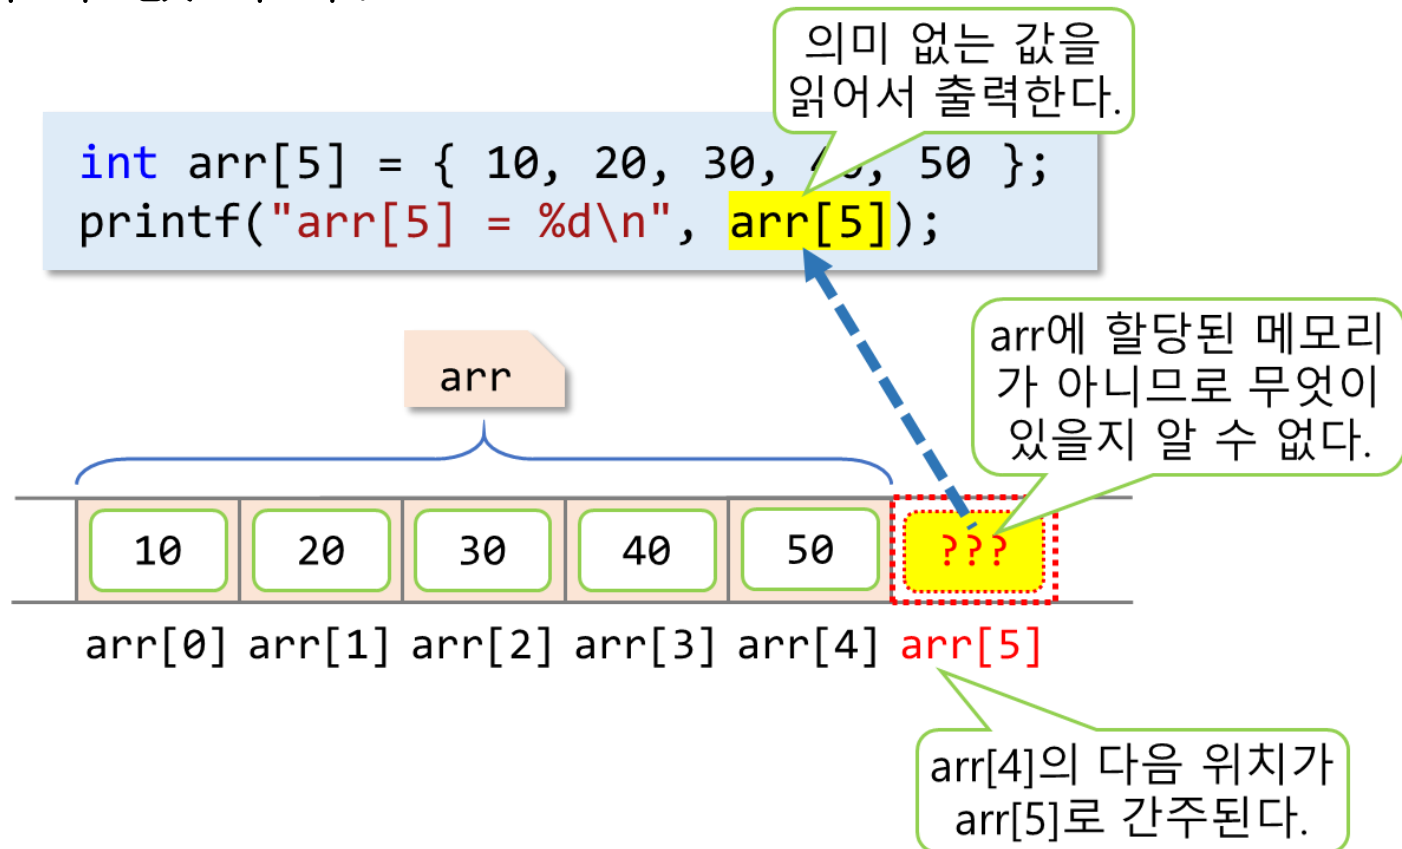 의미 없는 값을
읽어서 출력한다.
int arr[5] = { 10, 20, 30, 40, 50 };
printf("arr[5] = %d\n", arr[5]);
arr에 할당된 메모리
가 아니므로 무엇이
있을지 알 수 없다.
arr
10 20 30 40 50 ???
arr[0] arr[1] arr[2] arr[3] arr[4] arr[5]
arr[4]의 다음 위치가
arr[5]로 간주된다.